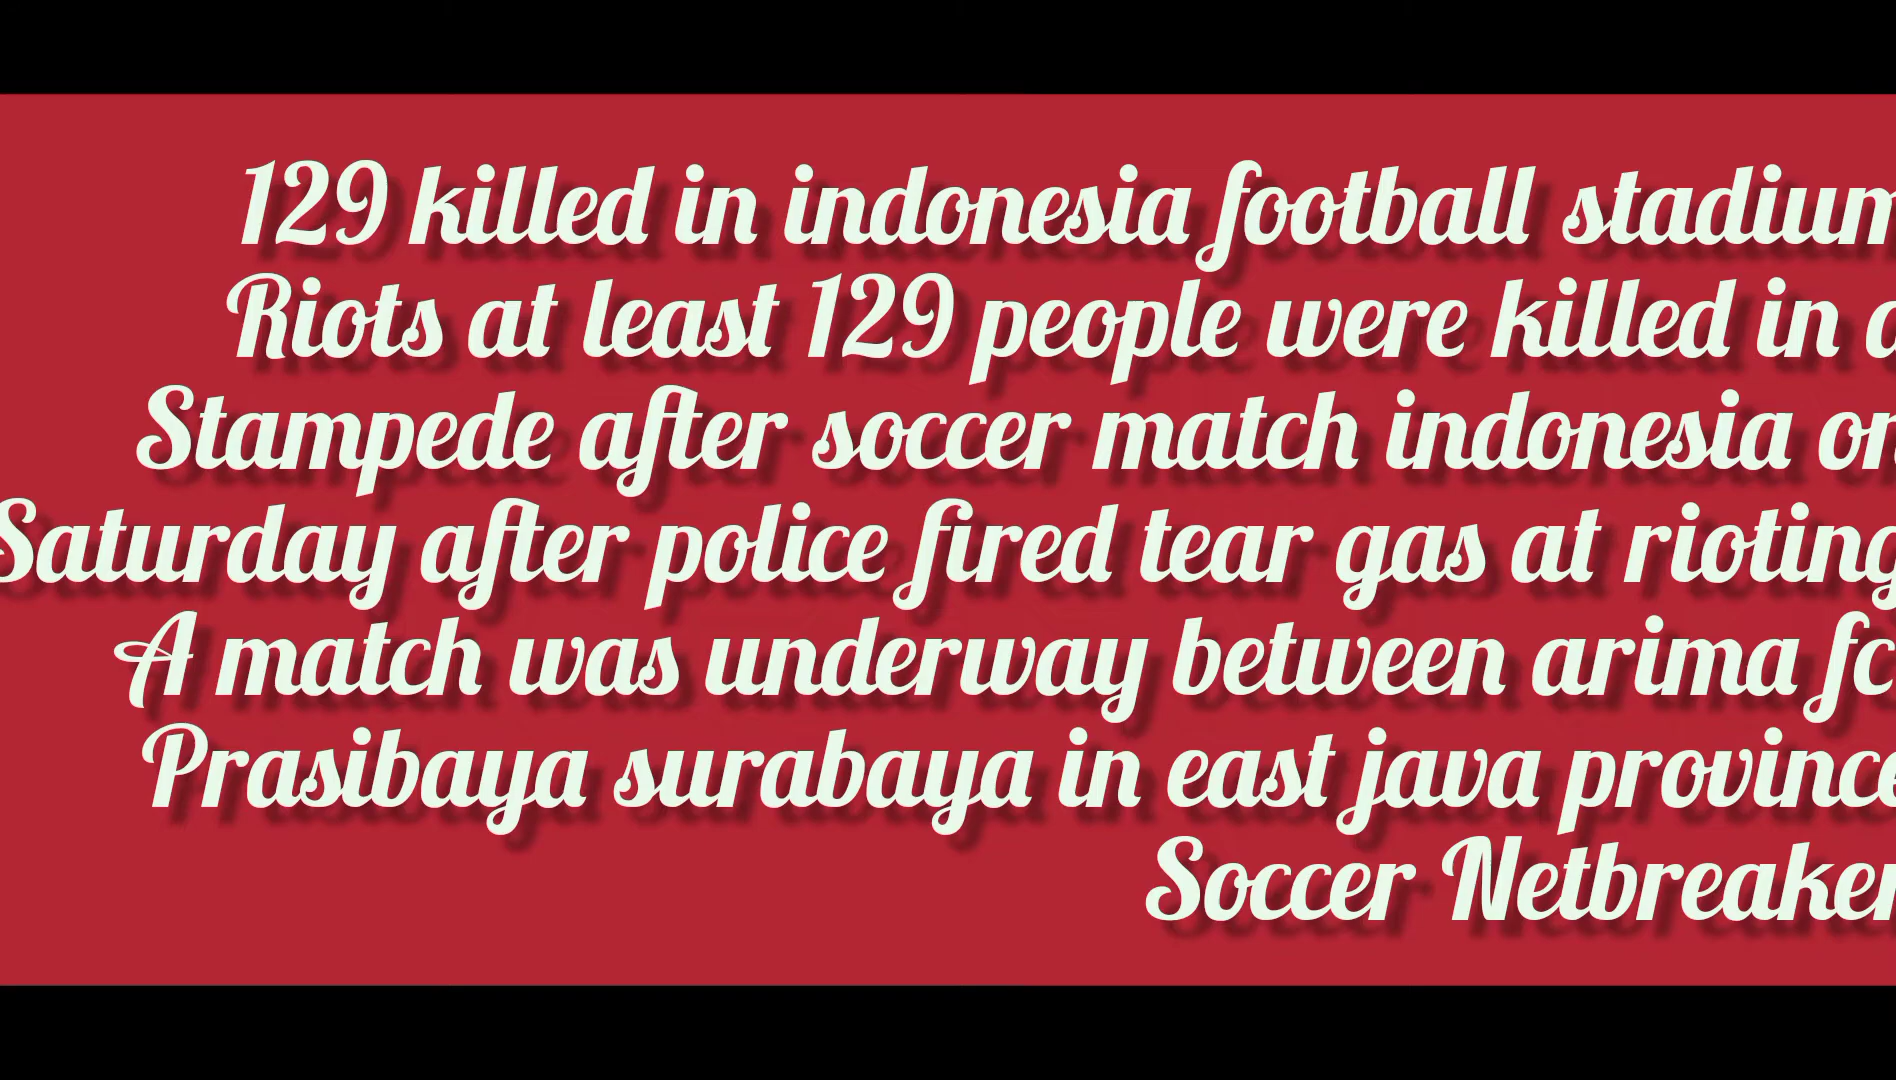 129 killed in indonesia football stadium
Riots at least 129 people were killed in a
Stampede after soccer match indonesia on
Saturday after police fired tear gas at rioting
A match was underway between arima fc
Prasibaya surabaya in east java province
Soccer Netbreaker